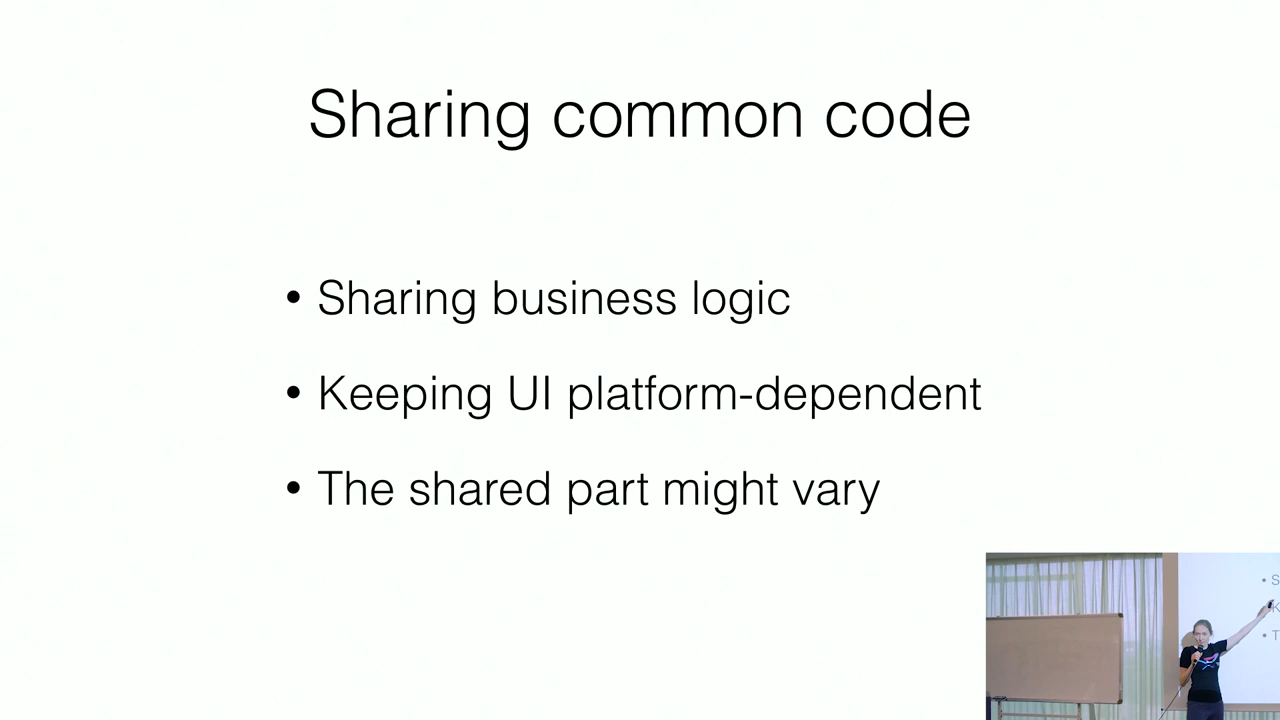 Sharing common code
• Sharing business logic
• Keeping UI platform-dependent
• The shared part might vary
• S
K
• T